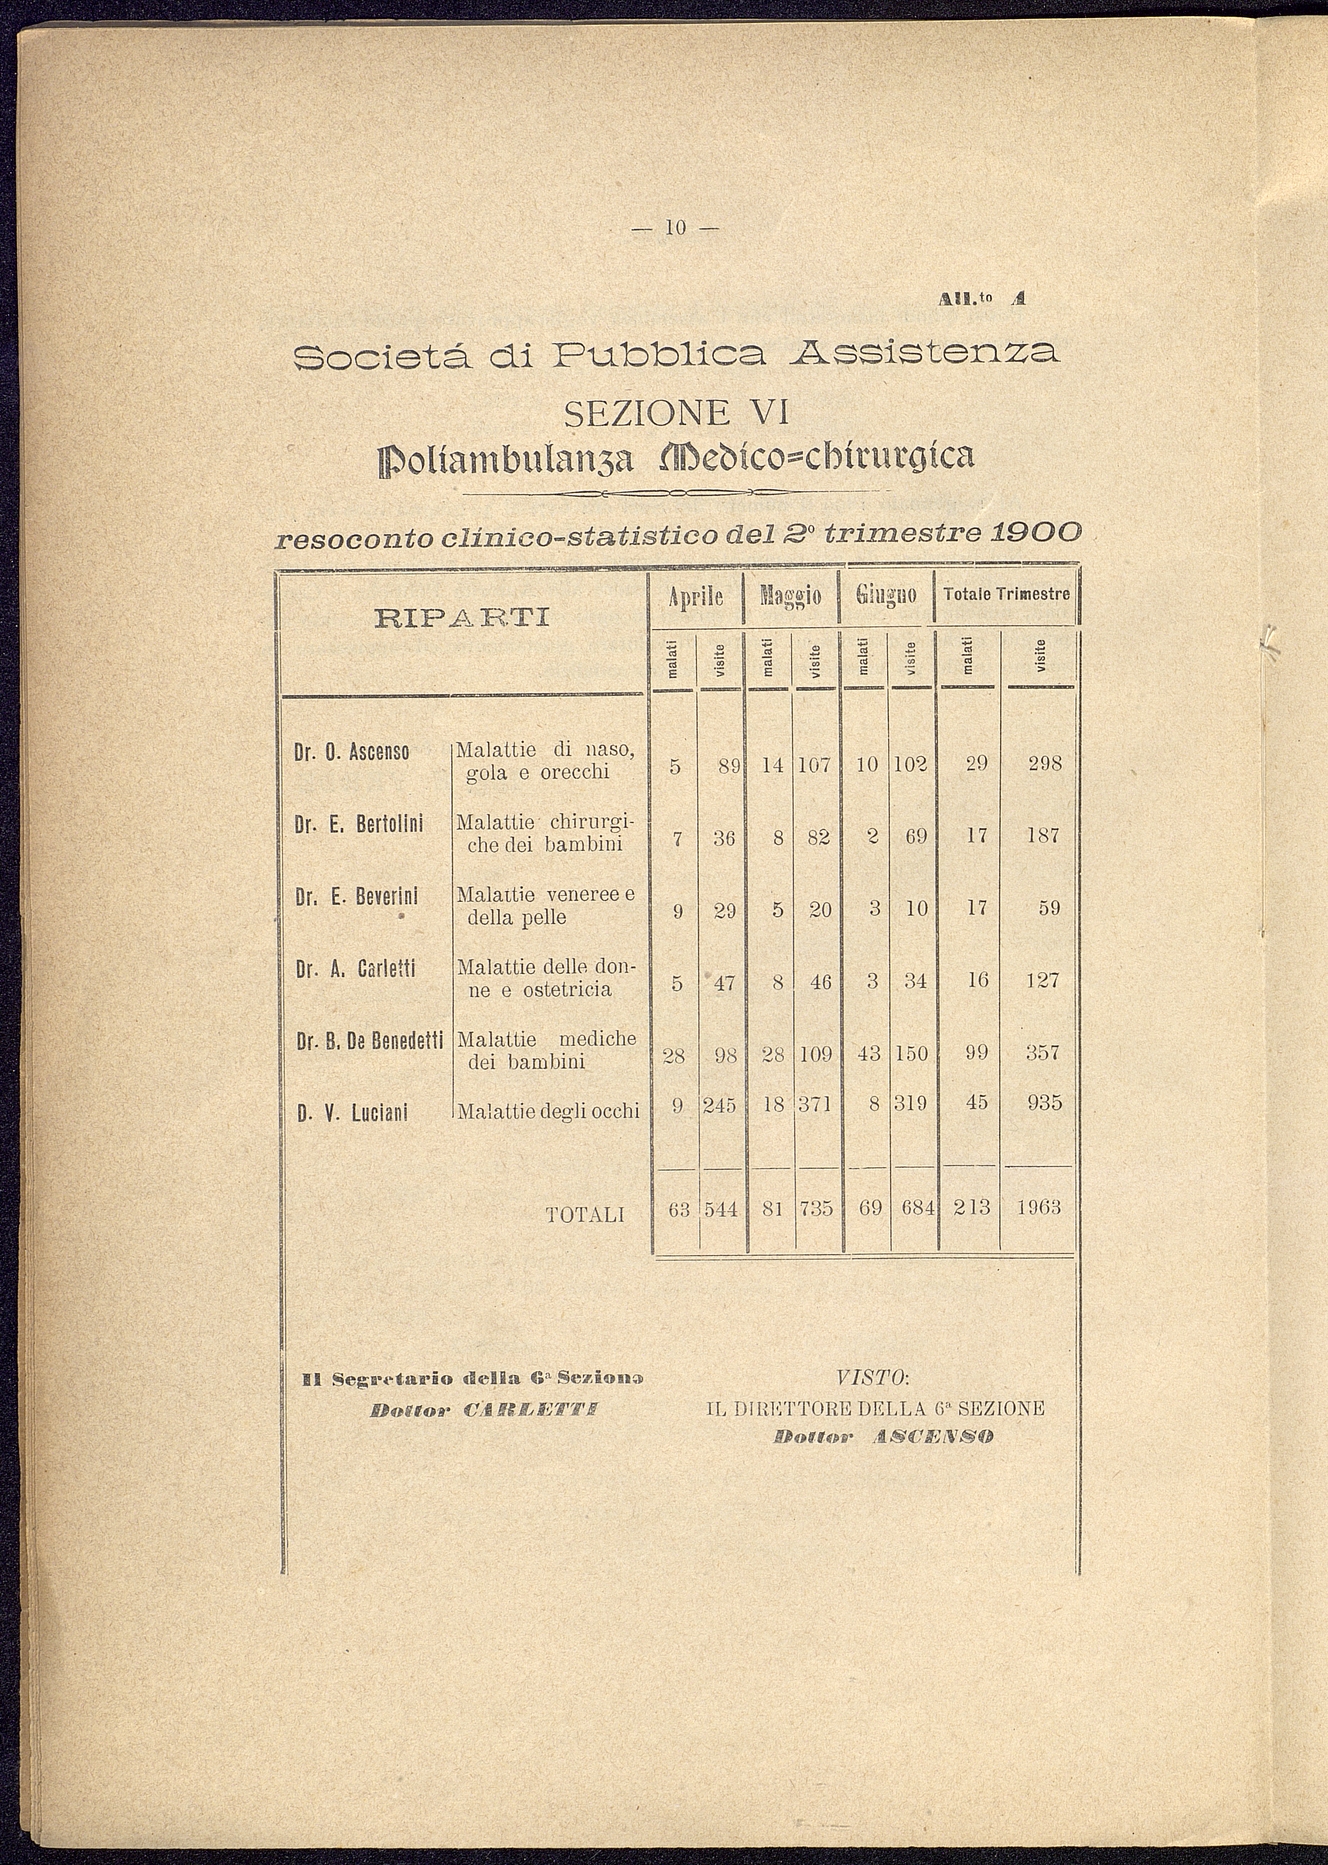 — 10 —
All.to A
Societá di Pubblica Assistenza
SEZIONE VI
Poliambulanza Medico=chirurgica
resoconto clínico-statistico del 2º trimestre 1900
RIPARTI Aprile Maggio Giugno Totale Trimestre
malati visite malati visite malati visite malati visite
Dr. O. Ascenso Malattie di naso,
gola e orecchi 5 89 14 107 10 102 29 298
Dr. E. Bertolini Malattie chirurgi-
che dei bambini 7 36 8 82 2 69 17 187
Dr. E. Beverini Malattie veneree e
della pelle 9 29 5 20 3 10 17 59
Dr. A. Carletti Malattie delle don-
ne e ostetricia 5 47 8 46 3 34 16 127
Dr. B. De Benedetti Malattie mediche
dei bambini 28 98 28 109 43 150 99 357
D. V. Luciani Malattie degli occhi 9 245 18 371 8 319 45 935
TOTALI 63 544 81 735 69 684 213 1963
Il Segretario della 6ª Sezione
Dottor CARLETTI
VISTO:
IL DIRETTORE DELLA 6ª SEZIONE
Dottor ASCENSO